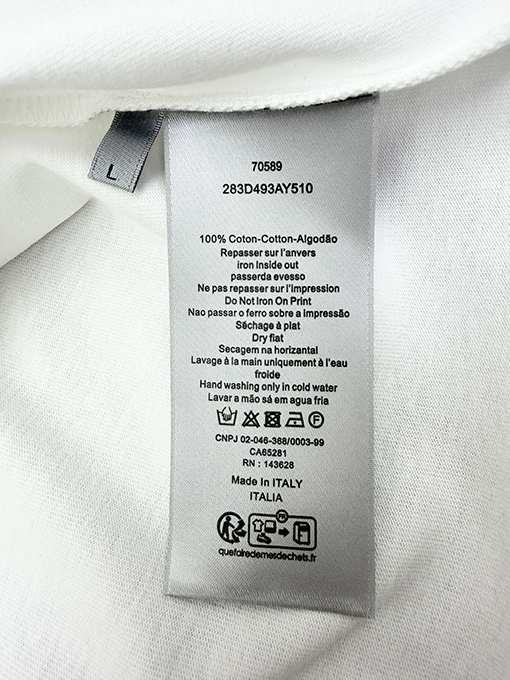 L
70589
283D493AY510
100% Coton-Cotton-Algodão
Repasser sur l'anvers
iron Inside out
passerda evesso
Ne pas repasser sur l'impression
Do Not Iron On Print
Nao passar o ferro sobre a impressão
Séchage à plat
Dry flat
Secagem na horizantal
Lavage à la main uniquement à l'eau
froide
Hand washing only in cold water
Lavar a mão sá em agua fria
CNPJ 02-046-368/0003-99
CA65281
RN : 143628
Made In ITALY
ITALIA
FR
quefairedemesdechets.fr